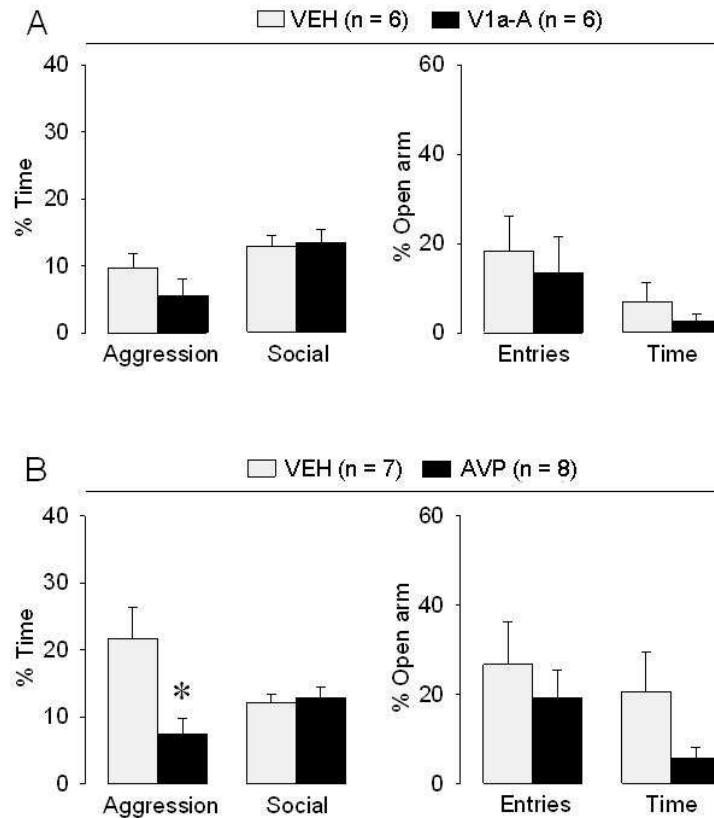 A
VEH (n = 6) V1a-A (n = 6)
40
30
20
10
0
% Time
Aggression Social
60
40
20
0
% Open arm
Entries Time
B
VEH (n = 7) AVP (n = 8)
40
30
20
10
0
% Time
*
Aggression Social
60
40
20
0
% Open arm
Entries Time